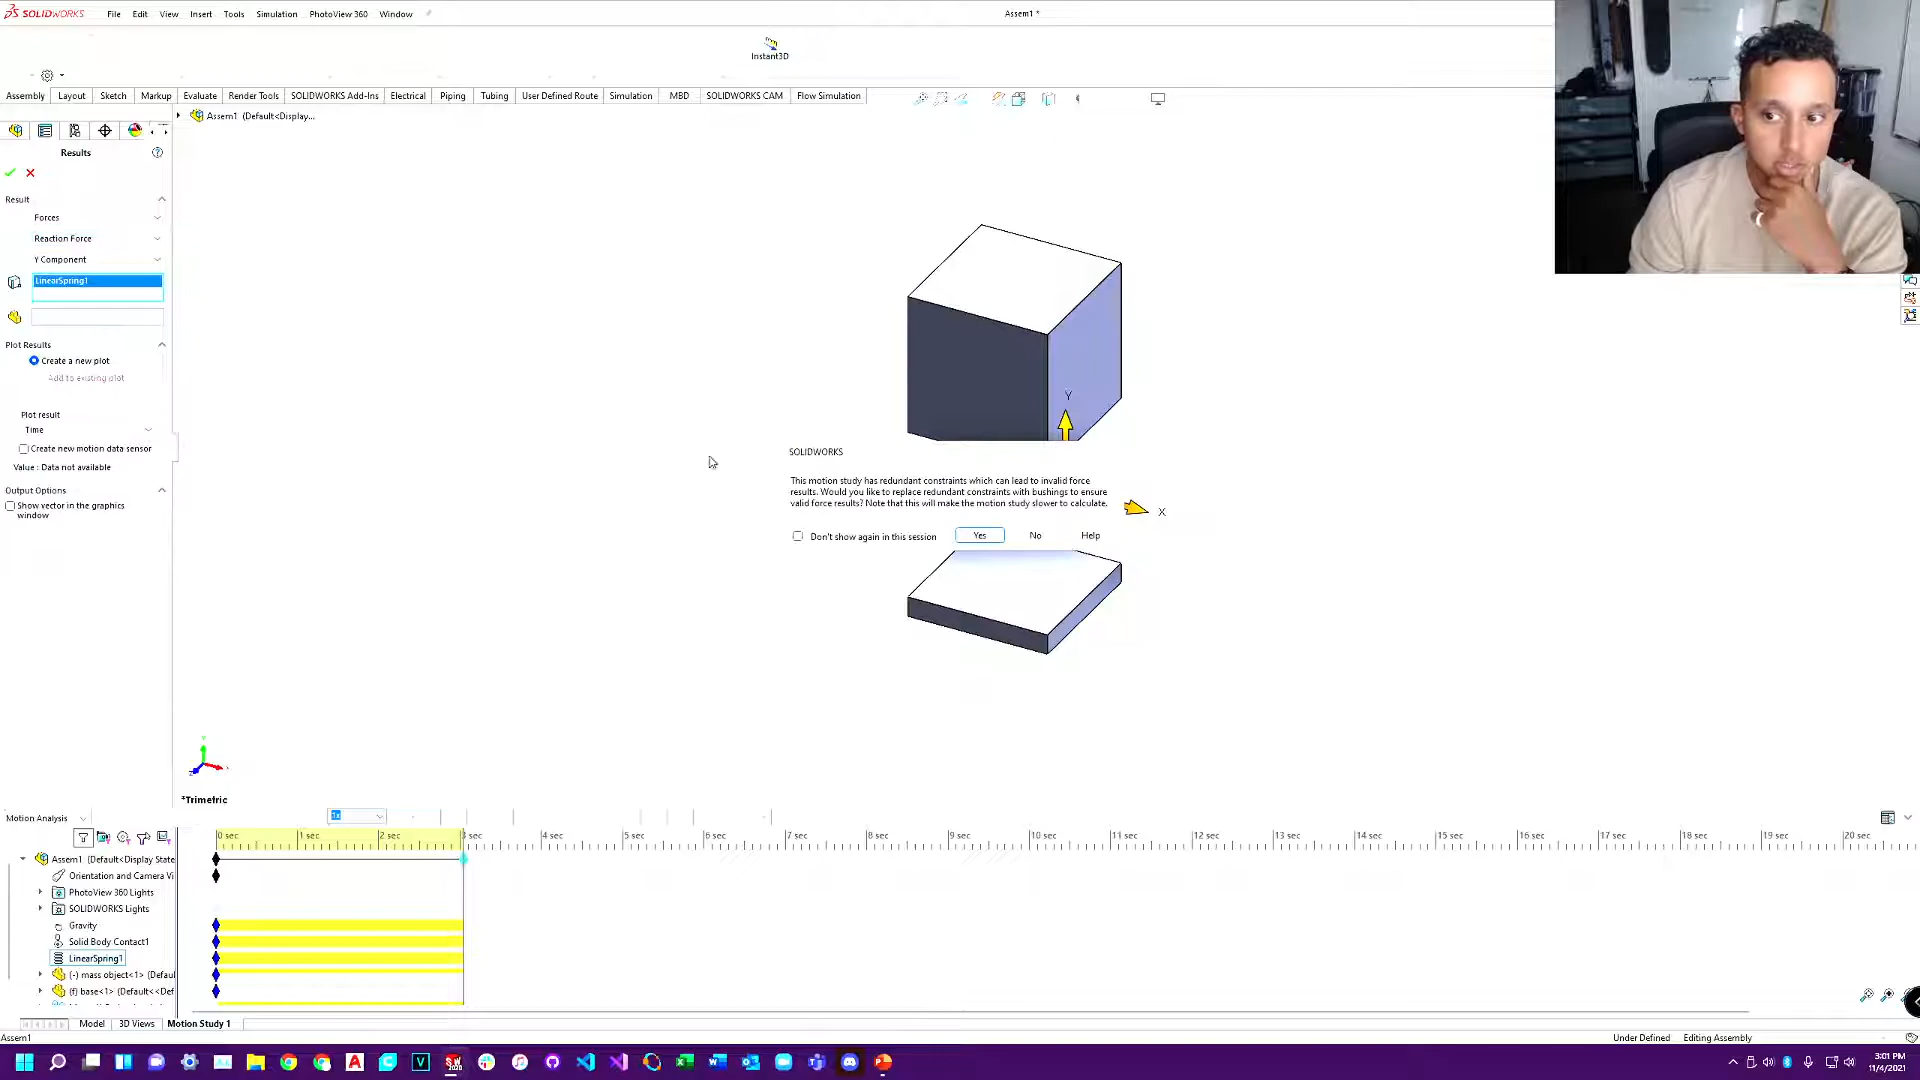 SOLIDWORKS File Edit View Insert Tools Simulation PhotoView 360 Window Assem1 *
Instant3D
Assembly Layout Sketch Markup Evaluate Render Tools SOLIDWORKS Add-Ins Electrical Piping Tubing User Defined Route Simulation MBD SOLIDWORKS CAM Flow Simulation
Assem1 (Default<Display...
Results
Result
Forces
Reaction Force
Y Component
LinearSpring1
Plot Results
Create a new plot
Add to existing plot
Plot result
Time
Create new motion data sensor
Value : Data not available
Output Options
Show vector in the graphics
window
Y
X
SOLIDWORKS
This motion study has redundant constraints which can lead to invalid force
results. Would you like to replace redundant constraints with bushings to ensure
valid force results? Note that this will make the motion study slower to calculate.
Don't show again in this session Yes No Help
*Trimetric
Motion Analysis 1x
0 sec 1 sec 2 sec 3 sec 4 sec 5 sec 6 sec 7 sec 8 sec 9 sec 10 sec 11 sec 12 sec 13 sec 14 sec 15 sec 16 sec 17 sec 18 sec 19 sec 20 sec
Assem1 (Default<Display State
Orientation and Camera Vi
PhotoView 360 Lights
SOLIDWORKS Lights
Gravity
Solid Body Contact1
LinearSpring1
(-) mass object<1> (Defaul
(f) base<1> (Default<<Def
Model 3D Views Motion Study 1
Assem1 Under Defined Editing Assembly
3:01 PM
11/4/2021